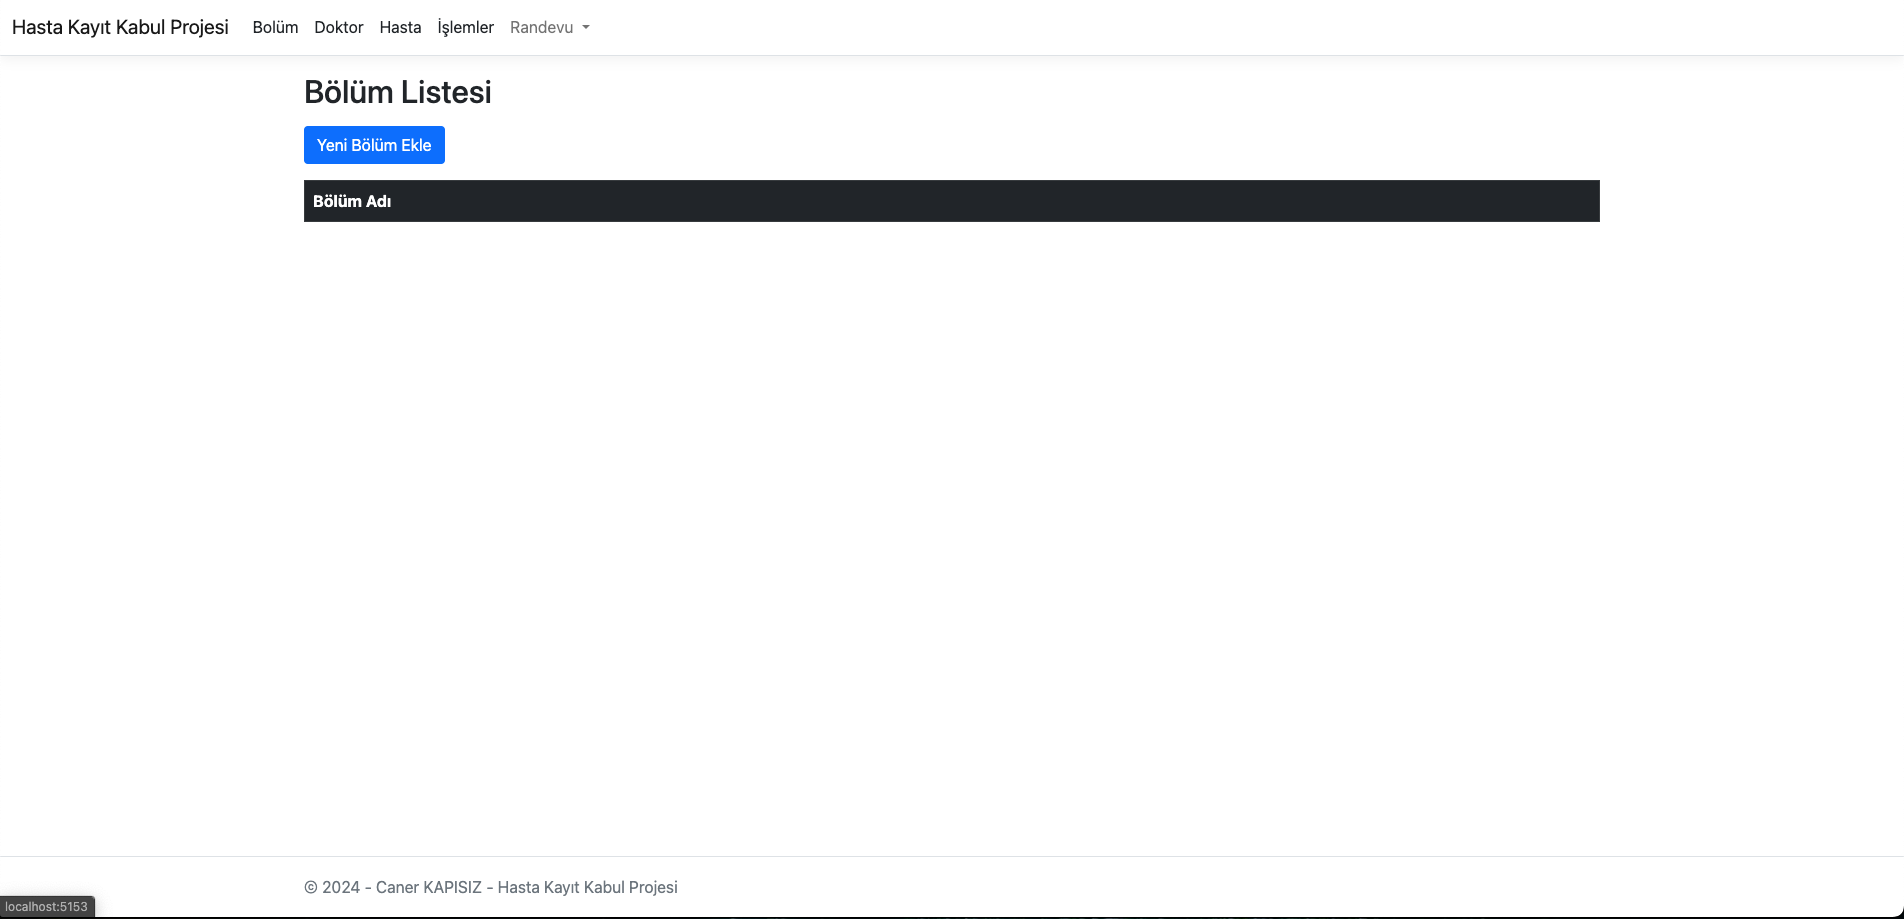 Hasta Kayıt Kabul Projesi Bolüm Doktor Hasta İşlemler Randevu
Bölüm Listesi
Yeni Bölüm Ekle
Bölüm Adı
© 2024 - Caner KAPISIZ - Hasta Kayıt Kabul Projesi
localhost:5153